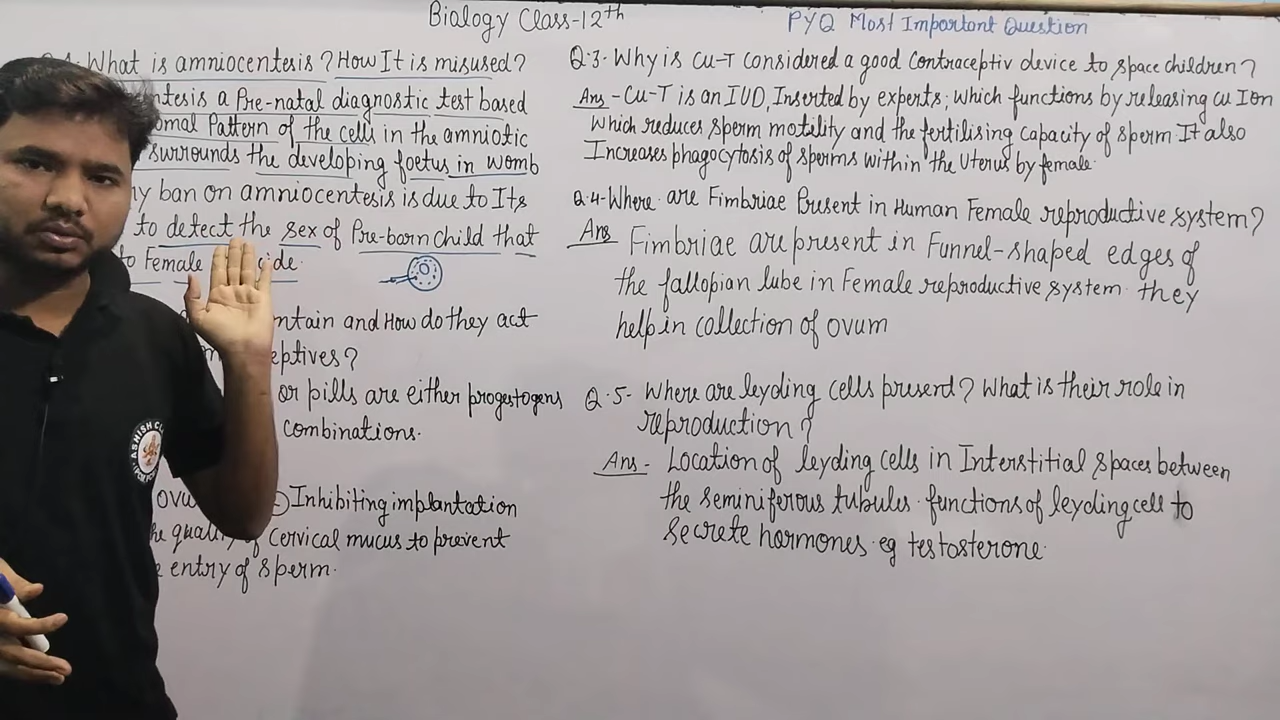 Biology Class-12th
PYQ Most Important Question
What is amniocentesis? How It is misused?
ntesis a Pre-natal diagnostic test based
omal Pattern of the cells in the amniotic
surrounds the developing foetus in womb
ny ban on amniocentesis is due to Its
to detect the sex of Pre-born child that
to Female cide.
ntain and How do they act
eptives?
or pills are either progestogens
combinations.
ovu Inhibiting implantation
he quality of cervical mucus to prevent
e entry of sperm.
Q.3. Why is Cu-T considered a good Contraceptiv device to space children?
Ans - Cu-T is an IUD, Inserted by experts; which functions by releasing cu Ion
which reduces sperm motility and the fertilising capacity of sperm It also
Increases phagocytosis of sperms within the Uterus by female.
Q.4. Where are Fimbriae Present in Human Female reproductive system?
Ans Fimbriae are present in Funnel-shaped edges of
the fallopian lube in Female reproductive system. they
help in collection of ovum
Q.5- Where are leyding cells present? What is their role in
reproduction?
Ans- Location of leyding cells in Interstitial spaces between
the seminiferous tubules. functions of leyding cell to
secrete hormones. eg testosterone.